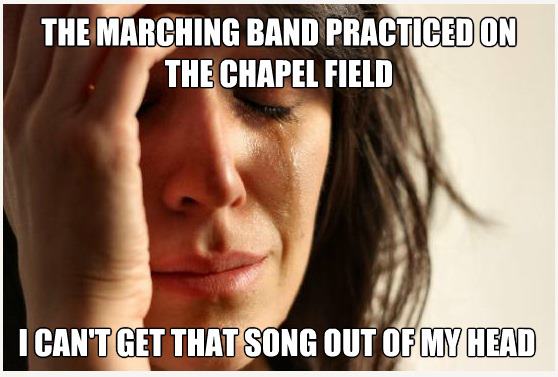 THE MARCHING BAND PRACTICED ON
THE CHAPEL FIELD
I CAN'T GET THAT SONG OUT OF MY HEAD